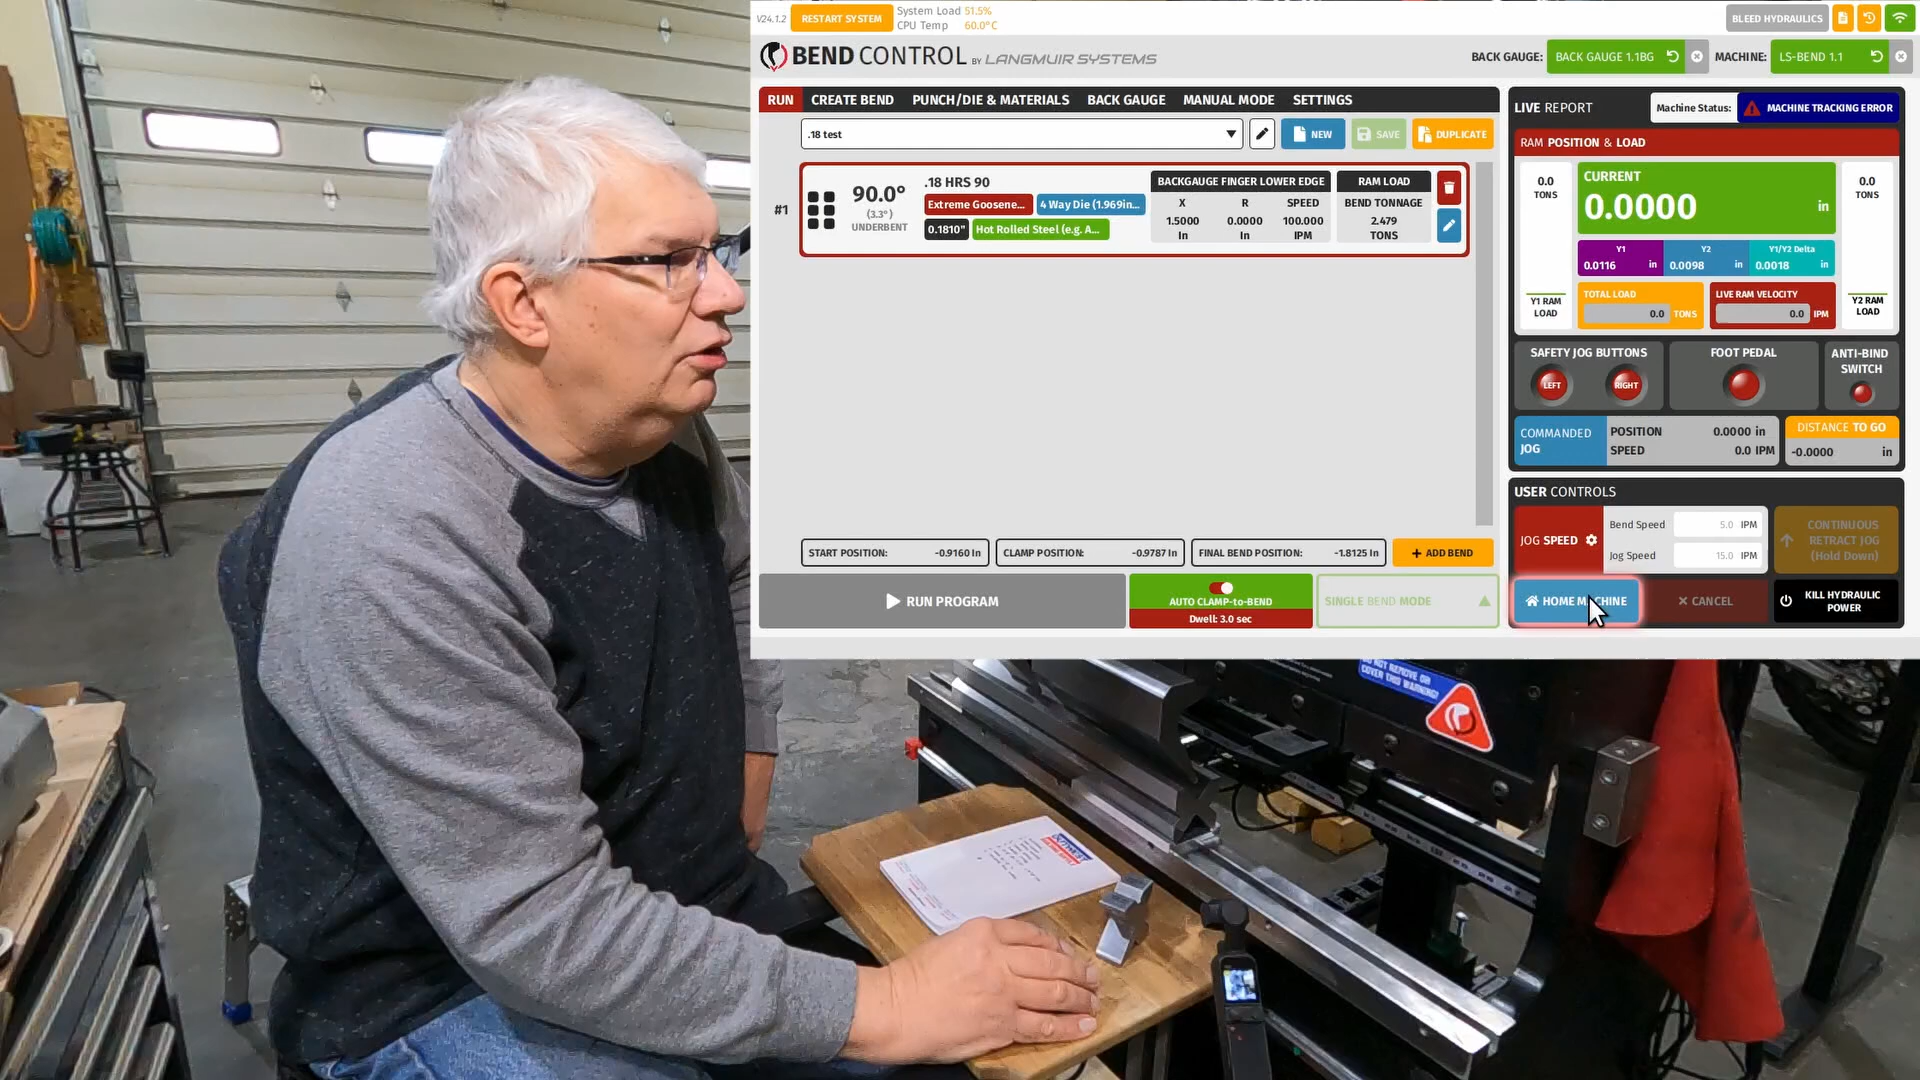 V24.1.2
RESTART SYSTEM
System Load 51.5%
CPU Temp 60.0°C
BLEED HYDRAULICS
BEND CONTROL BY LANGMUIR SYSTEMS
BACK GAUGE: BACK GAUGE 1.1BG
MACHINE: LS-BEND 1.1
RUN CREATE BEND PUNCH/DIE & MATERIALS BACK GAUGE MANUAL MODE SETTINGS
.18 test
NEW
SAVE
DUPLICATE
#1
90.0°
(3.3°)
UNDERBENT
.18 HRS 90
Extreme Goosene...
4 Way Die (1.969in...
0.1810"
Hot Rolled Steel (e.g. A...
BACKGAUGE FINGER LOWER EDGE
X R SPEED
1.5000 0.0000 100.000
In In IPM
RAM LOAD
BEND TONNAGE
2.479
TONS
START POSITION: -0.9160 In
CLAMP POSITION: -0.9787 In
FINAL BEND POSITION: -1.8125 In
+ ADD BEND
RUN PROGRAM
AUTO CLAMP-to-BEND
Dwell: 3.0 sec
SINGLE BEND MODE
LIVE REPORT
Machine Status: MACHINE TRACKING ERROR
RAM POSITION & LOAD
0.0
TONS
Y1 RAM
LOAD
CURRENT
0.0000 in
Y1
0.0116 in
Y2
0.0098 in
Y1/Y2 Delta
0.0018 in
TOTAL LOAD
0.0 TONS
LIVE RAM VELOCITY
0.0 IPM
0.0
TONS
Y2 RAM
LOAD
SAFETY JOG BUTTONS
LEFT RIGHT
FOOT PEDAL
ANTI-BIND
SWITCH
COMMANDED
JOG
POSITION 0.0000 in
SPEED 0.0 IPM
DISTANCE TO GO
-0.0000 in
USER CONTROLS
JOG SPEED
Bend Speed 5.0 IPM
Jog Speed 15.0 IPM
CONTINUOUS
RETRACT JOG
(Hold Down)
HOME MACHINE
CANCEL
KILL HYDRAULIC
POWER
DO NOT REMOVE OR
COVER THIS WARNING!